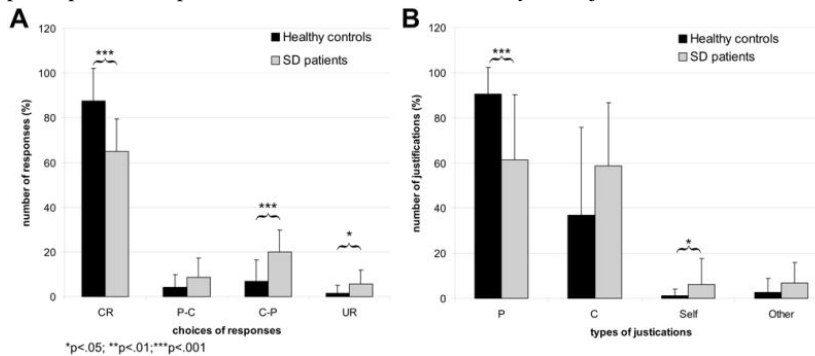 A
B
Healthy controls
SD patients
Healthy controls
SD patients
120
100
80
60
40
20
0
number of responses (%)
***
***
*
CR
P-C
C-P
UR
choices of responses
120
100
80
60
40
20
0
number of justifications (%)
***
*
P
C
Self
Other
types of justications
*p<.05; **p<.01;***p<.001